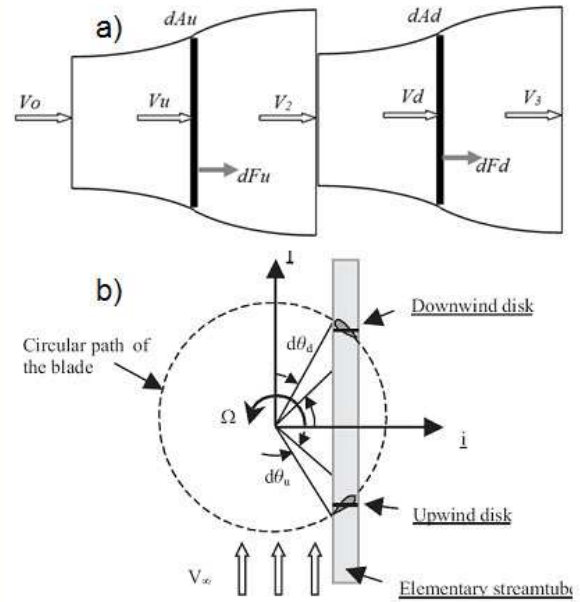 a)
dAu
dAd
Vo
Vu
V2
Vd
V3
dFu
dFd
b)
Downwind disk
Circular path of
the blade
dθd
Ω
i
dθu
Upwind disk
V∞
Elementary streamtube